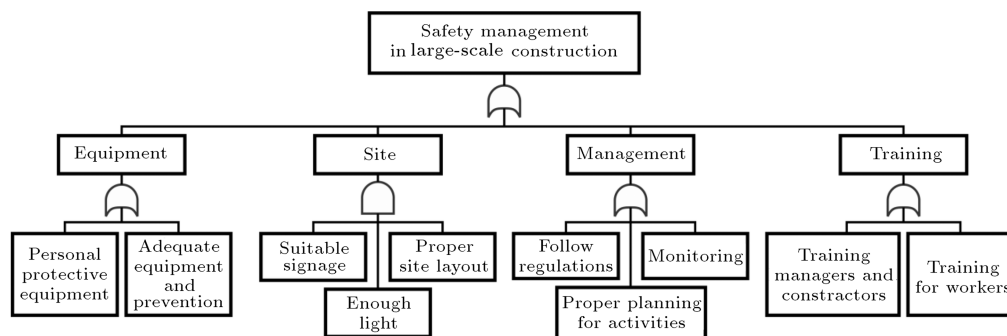 Safety management
in large-scale construction
Equipment
Site
Management
Training
Personal
protective
equipment
Adequate
equipment
and
prevention
Suitable
signage
Enough
light
Proper
site layout
Follow
regulations
Proper planning
for activities
Monitoring
Training
managers and
constractors
Training
for workers